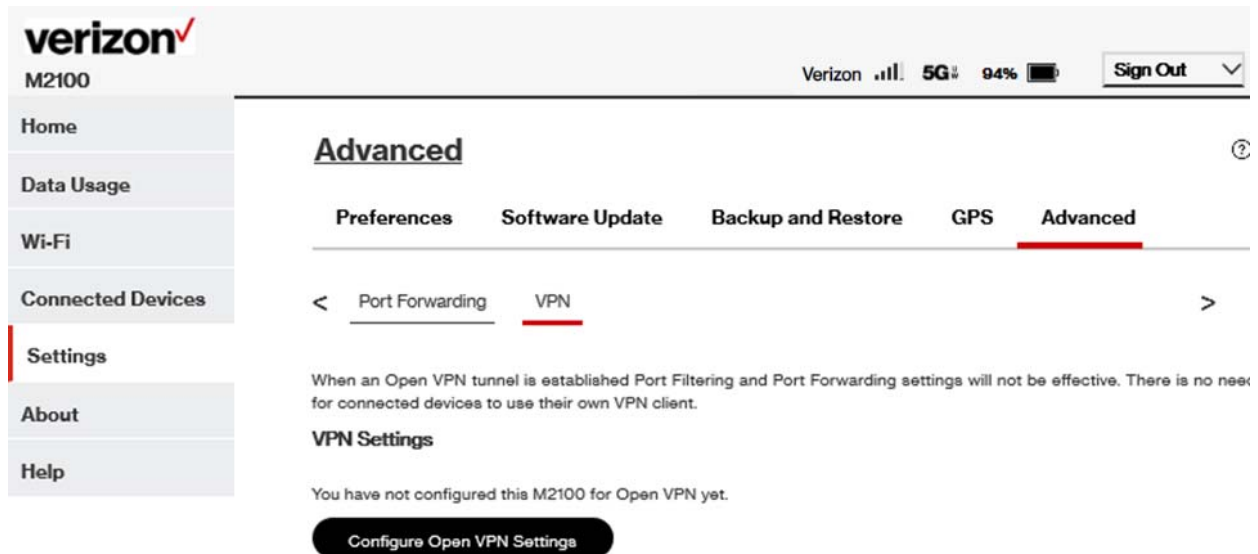 verizon
M2100
Verizon 5G 94% Sign Out
Home
Data Usage
Wi-Fi
Connected Devices
Settings
About
Help
Advanced
Preferences Software Update Backup and Restore GPS Advanced
< Port Forwarding VPN >
When an Open VPN tunnel is established Port Filtering and Port Forwarding settings will not be effective. There is no need
for connected devices to use their own VPN client.
VPN Settings
You have not configured this M2100 for Open VPN yet.
Configure Open VPN Settings